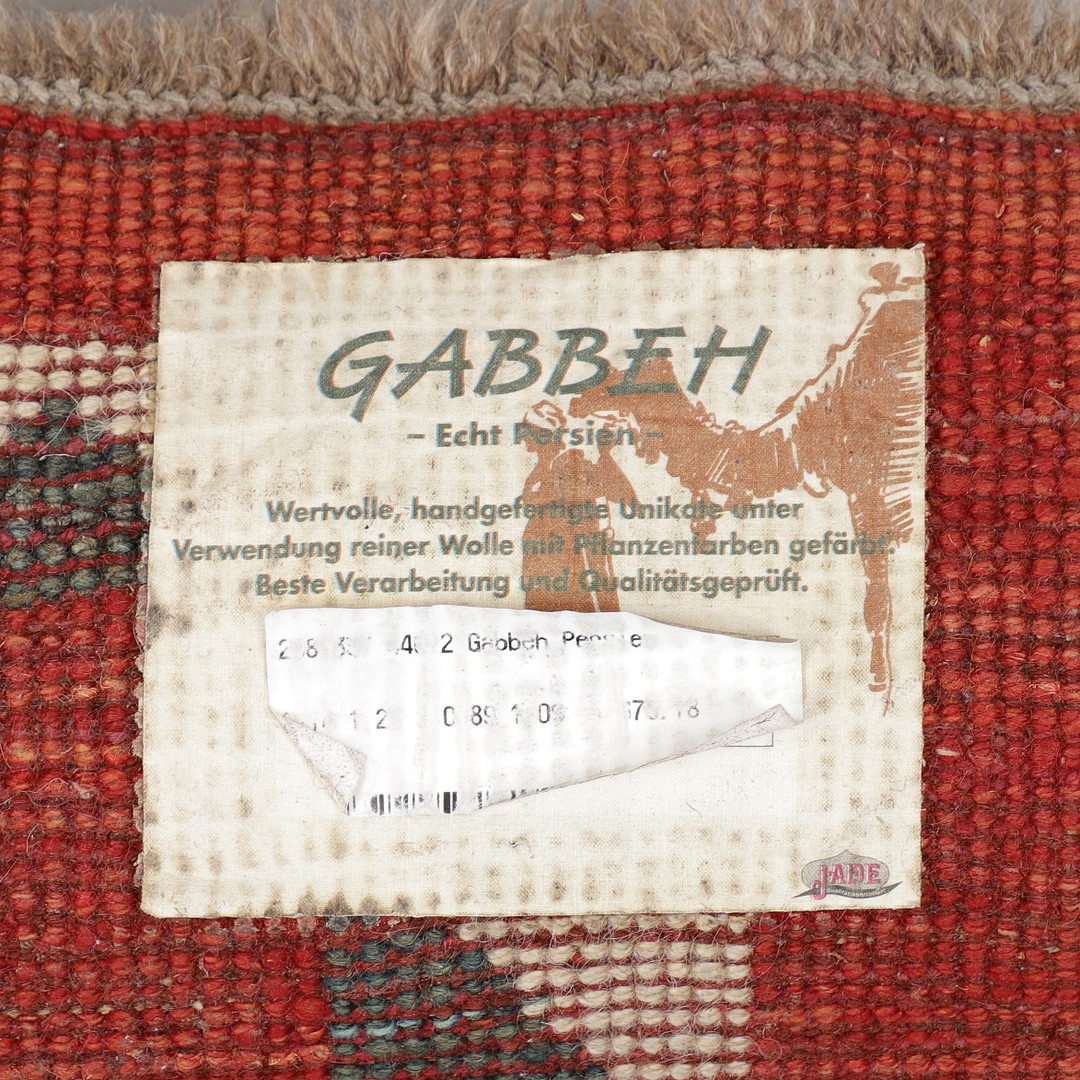 GABBEH
– Echt Persien –
Wertvolle, handgefertigte Unikate unter
Verwendung reiner Wolle mit Pflanzenfarben gefärbt.
Beste Verarbeitung und Qualitätsgeprüft.
2 Gabbeh
JADE